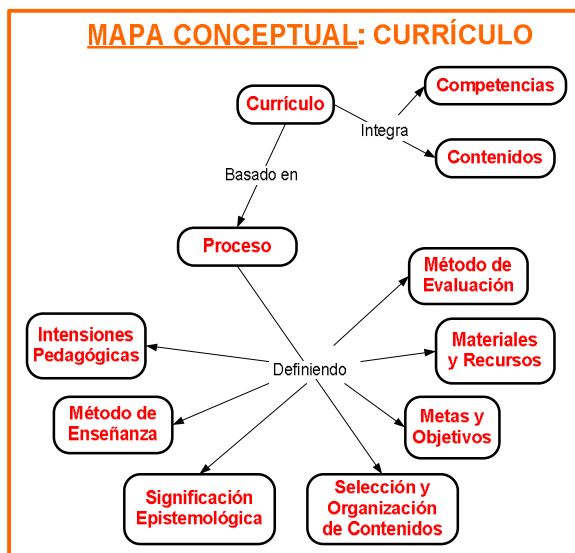 MAPA CONCEPTUAL: CURRÍCULO
Competencias
Currículo
Integra
Contenidos
Basado en
Proceso
Método de
Evaluación
Intensiones
Pedagógicas
Materiales
y Recursos
Definiendo
Método de
Enseñanza
Metas y
Objetivos
Significación
Epistemológica
Selección y
Organización
de Contenidos